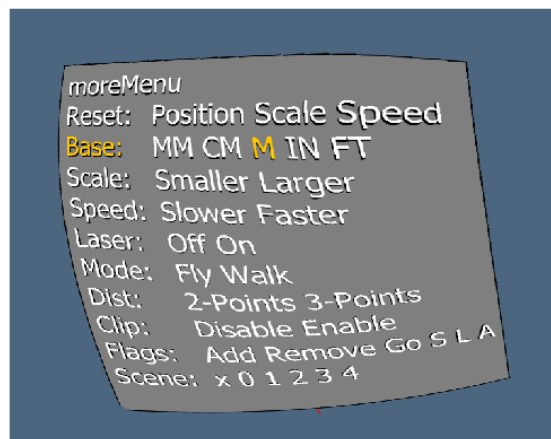 moreMenu
Reset: Position Scale Speed
Base: MM CM M IN FT
Scale: Smaller Larger
Speed: Slower Faster
Laser: Off On
Mode: Fly Walk
Dist: 2-Points 3-Points
Clip: Disable Enable
Flags: Add Remove Go S L A
Scene: x 0 1 2 3 4